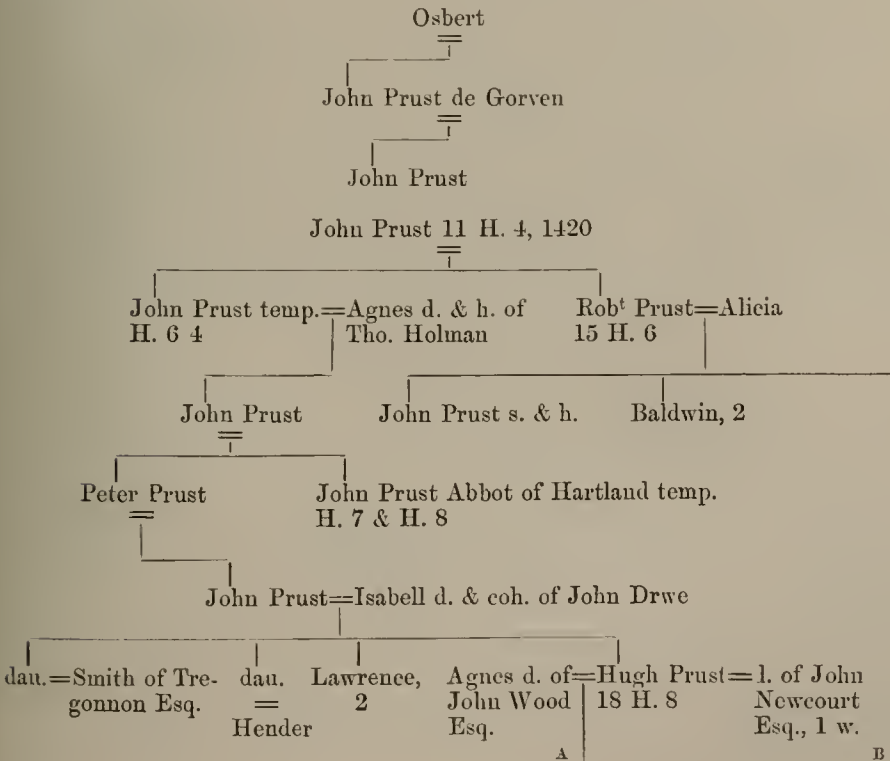 Osbert
John Prust de Gorven
John Prust
John Prust 11 H. 4, 1420
John Prust temp.=Agnes d. & h. of Robᵗ Prust=Alicia
H. 6 4 Tho. Holman 15 H. 6
John Prust John Prust s. & h. Baldwin, 2
Peter Prust John Prust Abbot of Hartland temp.
H. 7 & H. 8
John Prust=Isabell d. & coh. of John Drwe
dau.=Smith of Tre- dau. Lawrence, Agnes d. of=Hugh Prust=1. of John
gonnon Esq. = 2 John Wood 18 H. 8 Newcourt
Hender Esq. Esq., 1 w.
A B